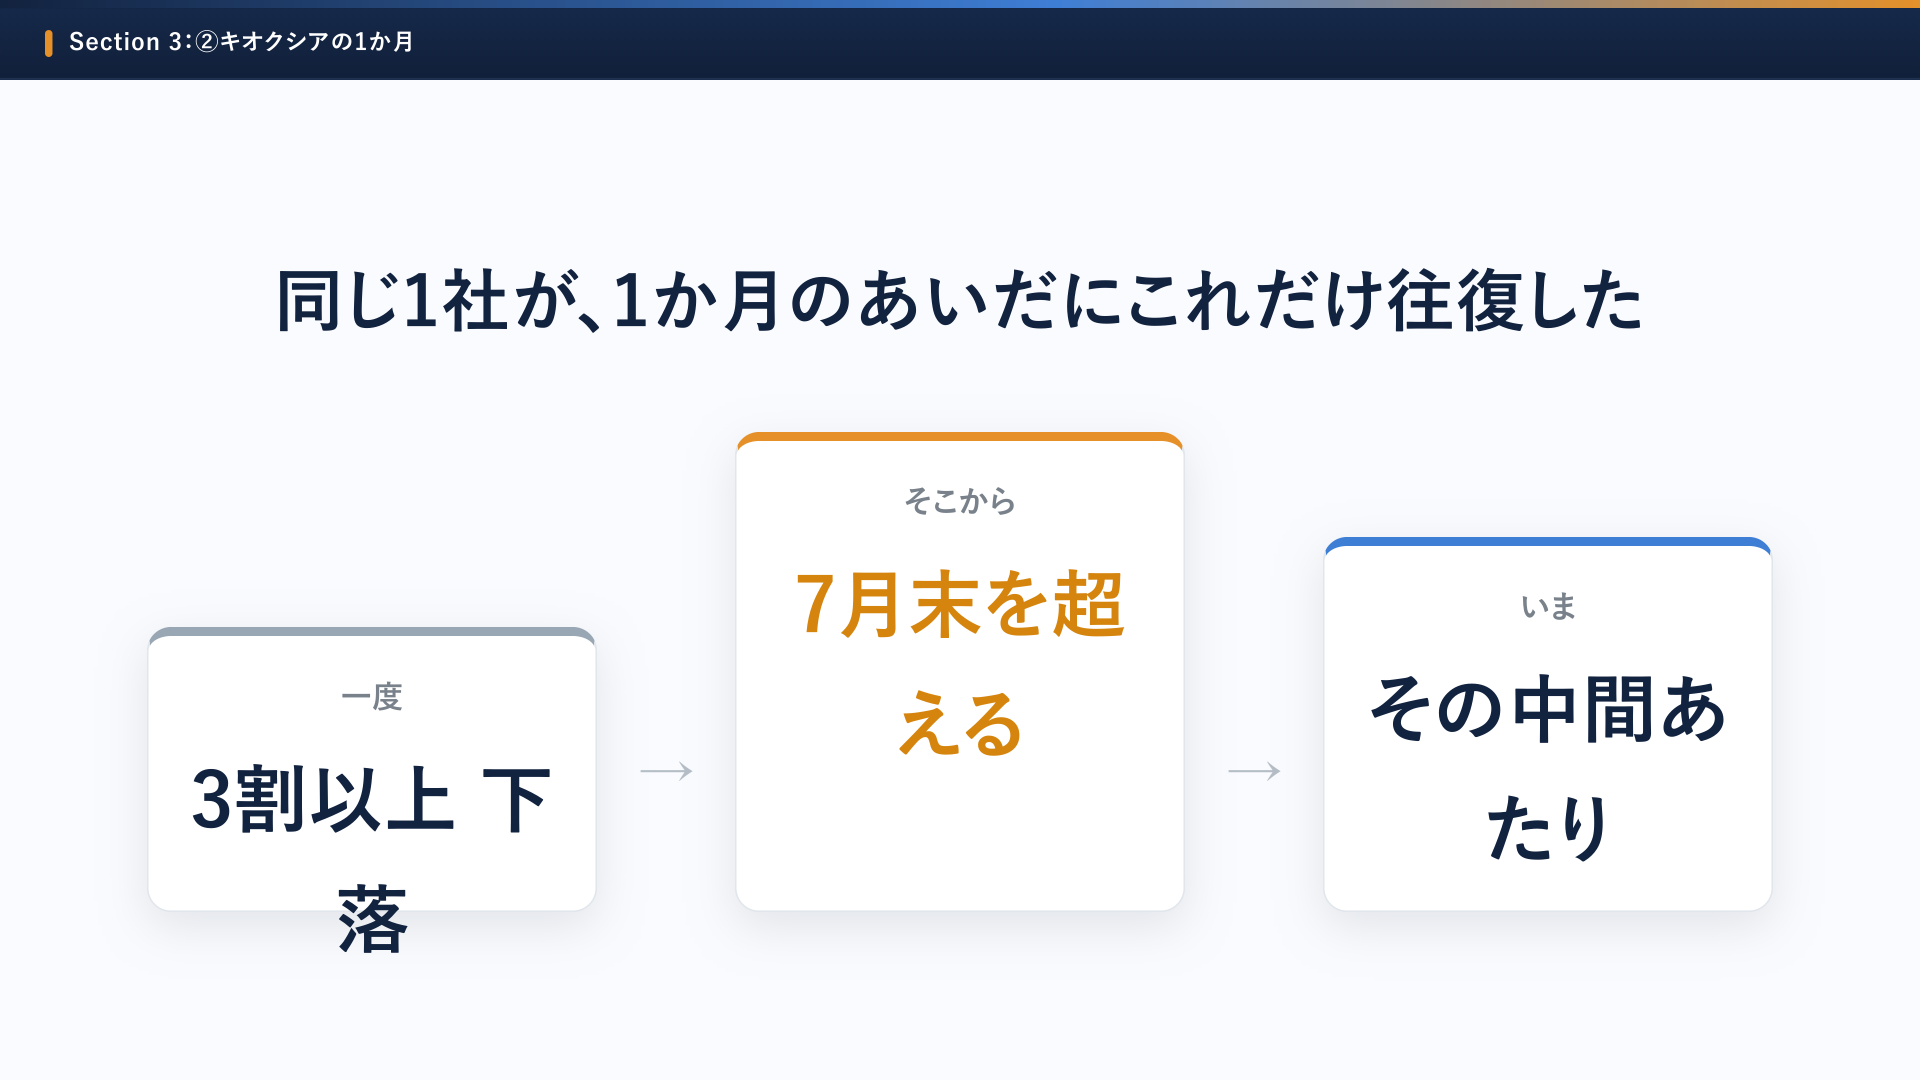 Section 3：②キオクシアの1か月
同じ1社が、1か月のあいだにこれだけ往復した
一度
3割以上 下
落
→
そこから
7月末を超
える
→
いま
その中間あ
たり